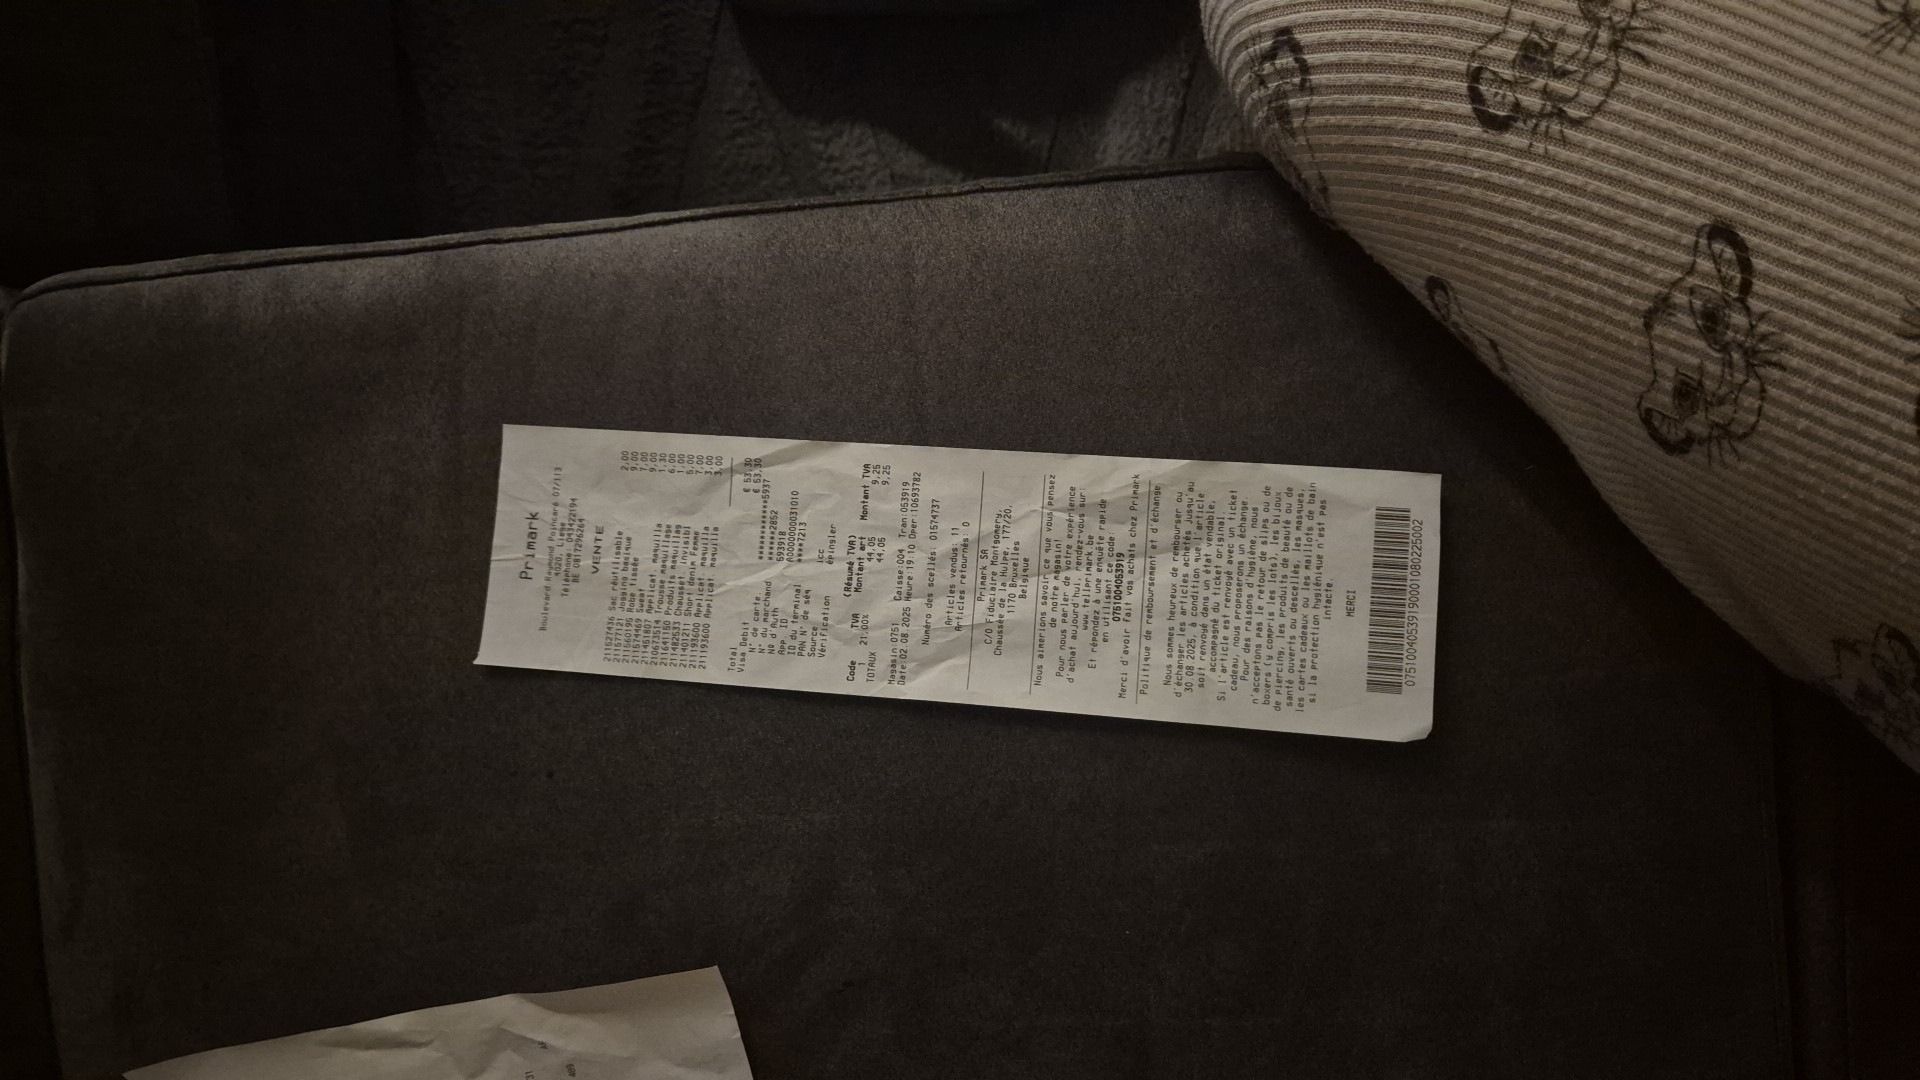 Primark
Boulevard Raymond Poincaré 07/13
4020 Liege
Téléphone: 043422194
BE 0817296264
VENTE
211527436 Sac réutilisable 2,00
211577121 Jogging basique 9,00
211560195 Robe tissée 7,00
211574469 Sweat 9,00
211451807 Applicat. maquilla 1,30
210673514 Trousse maquillage 6,00
211641150 Produits maquillag 1,00
211482533 Chausset. invisibl 5,00
211401211 Short denim Femme 7,00
211193600 Applicat. maquilla 3,00
211193600 Applicat. maquilla 3,00
Total € 53,30
Visa Debit € 53,30
N° de carte ************5937
N° du marchand ******2852
N° d'Auth 593918
App. ID A0000000031010
ID du terminal ****7213
PAN N° de séq
Source icc
Vérification épingler
(Résumé TVA)
Code TVA Montant art Montant TVA
1 21,00% 44,05 9,25
TOTAUX 44,05 9,25
Magasin:0751 Caisse:004 Tran:053919
Date:02.08.2025 Heure:19:10 Oper:10693782
Numéro des scellés: 01574737
Articles vendus: 11
Articles retournés: 0
Primark SA
C/O Fiduciaire Montgomery,
Chaussée de la Hulpe, 177/20,
1170 Bruxelles
Belgique
Nous aimerions savoir ce que vous pensez
de notre magasin!
Pour nous parler de votre expérience
d'achat aujourd'hui, rendez-vous sur:
www.tellprimark.be
Et répondez à une enquête rapide
en utilisant ce code:
0751004053919
Merci d'avoir fait vos achats chez Primark
Politique de remboursement et d'échange
Nous sommes heureux de rembourser ou
d'échanger les articles achetés jusqu'au
30 08 2025, à condition que l'article
soit renvoyé dans un état vendable,
accompagné du ticket original.
Si l'article est renvoyé avec un ticket
cadeau, nous proposerons un échange.
Pour des raisons d'hygiène, nous
n'acceptons pas le retour de slips ou de
boxers (y compris les lots), les bijoux
de piercing, les produits de beauté ou de
santé ouverts ou descellés, les masques,
les cartes cadeaux ou les maillots de bain
si la protection hygiénique n'est pas
intacte.
MERCI
07510040539190001080225002